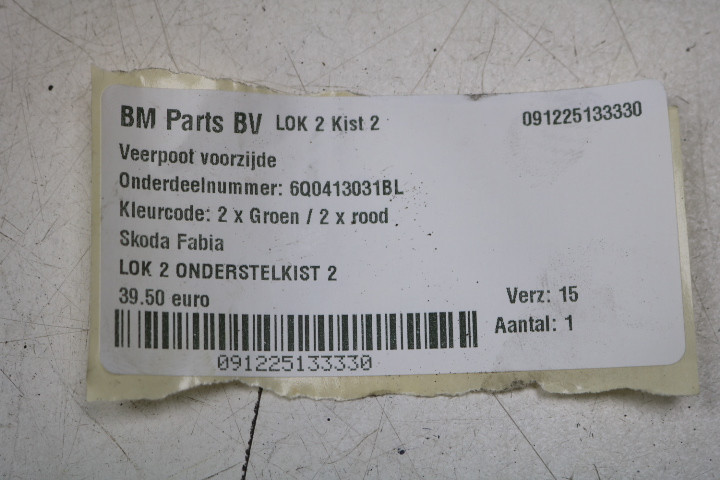 BM Parts BV LOK 2 Kist 2 091225133330
Veerpoot voorzijde
Onderdeelnummer: 6Q0413031BL
Kleurcode: 2 x Groen / 2 x rood
Skoda Fabia
LOK 2 ONDERSTELKIST 2
39.50 euro Verz: 15
Aantal: 1
091225133330